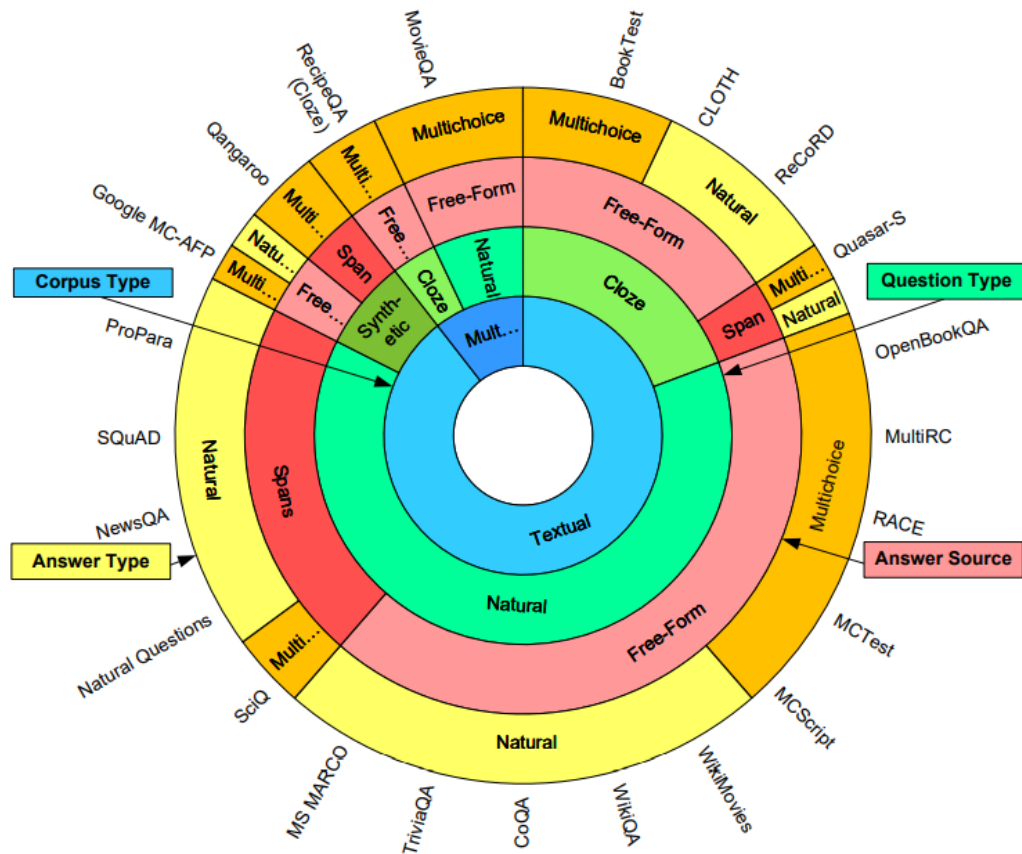 MovieQA
BookTest
RecipeQA
(Cloze)
CLOTH
Qangaroo
ReCoRD
Google MC-AFP
Quasar-S
ProPara
OpenBookQA
SQuAD
MultiRC
NewsQA
RACE
Natural Questions
MCTest
SciQ
MCScript
MS MARCO
TriviaQA
CoQA
WikiQA
WikiMovies
Corpus Type
Question Type
Answer Type
Answer Source
Multichoice
Multichoice
Natural
Multi...
Natural
Multichoice
Natural
Multi...
Natural
Multi...
Natu...
Multi...
Multi...
Free-Form
Free-Form
Span
Free-Form
Spans
Free...
Span
Free...
Natural
Cloze
Natural
Synth-
etic
Cloze
Mult...
Textual